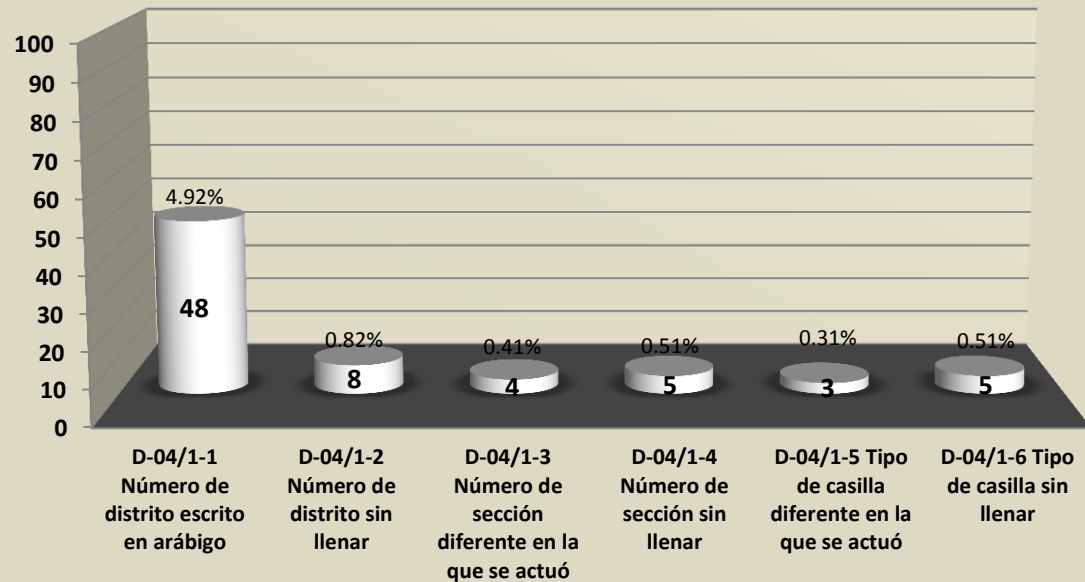 100
90
80
70
60
50
40
30
20
10
0
4.92%
0.82%
0.41%
0.51%
0.31%
0.51%
48
8
4
5
3
5
D-04/1-1
Número de
distrito escrito
en arábigo
D-04/1-2
Número de
distrito sin
llenar
D-04/1-3
Número de
sección
diferente en la
que se actuó
D-04/1-4
Número de
sección sin
llenar
D-04/1-5 Tipo
de casilla
diferente en la
que se actuó
D-04/1-6 Tipo
de casilla sin
llenar